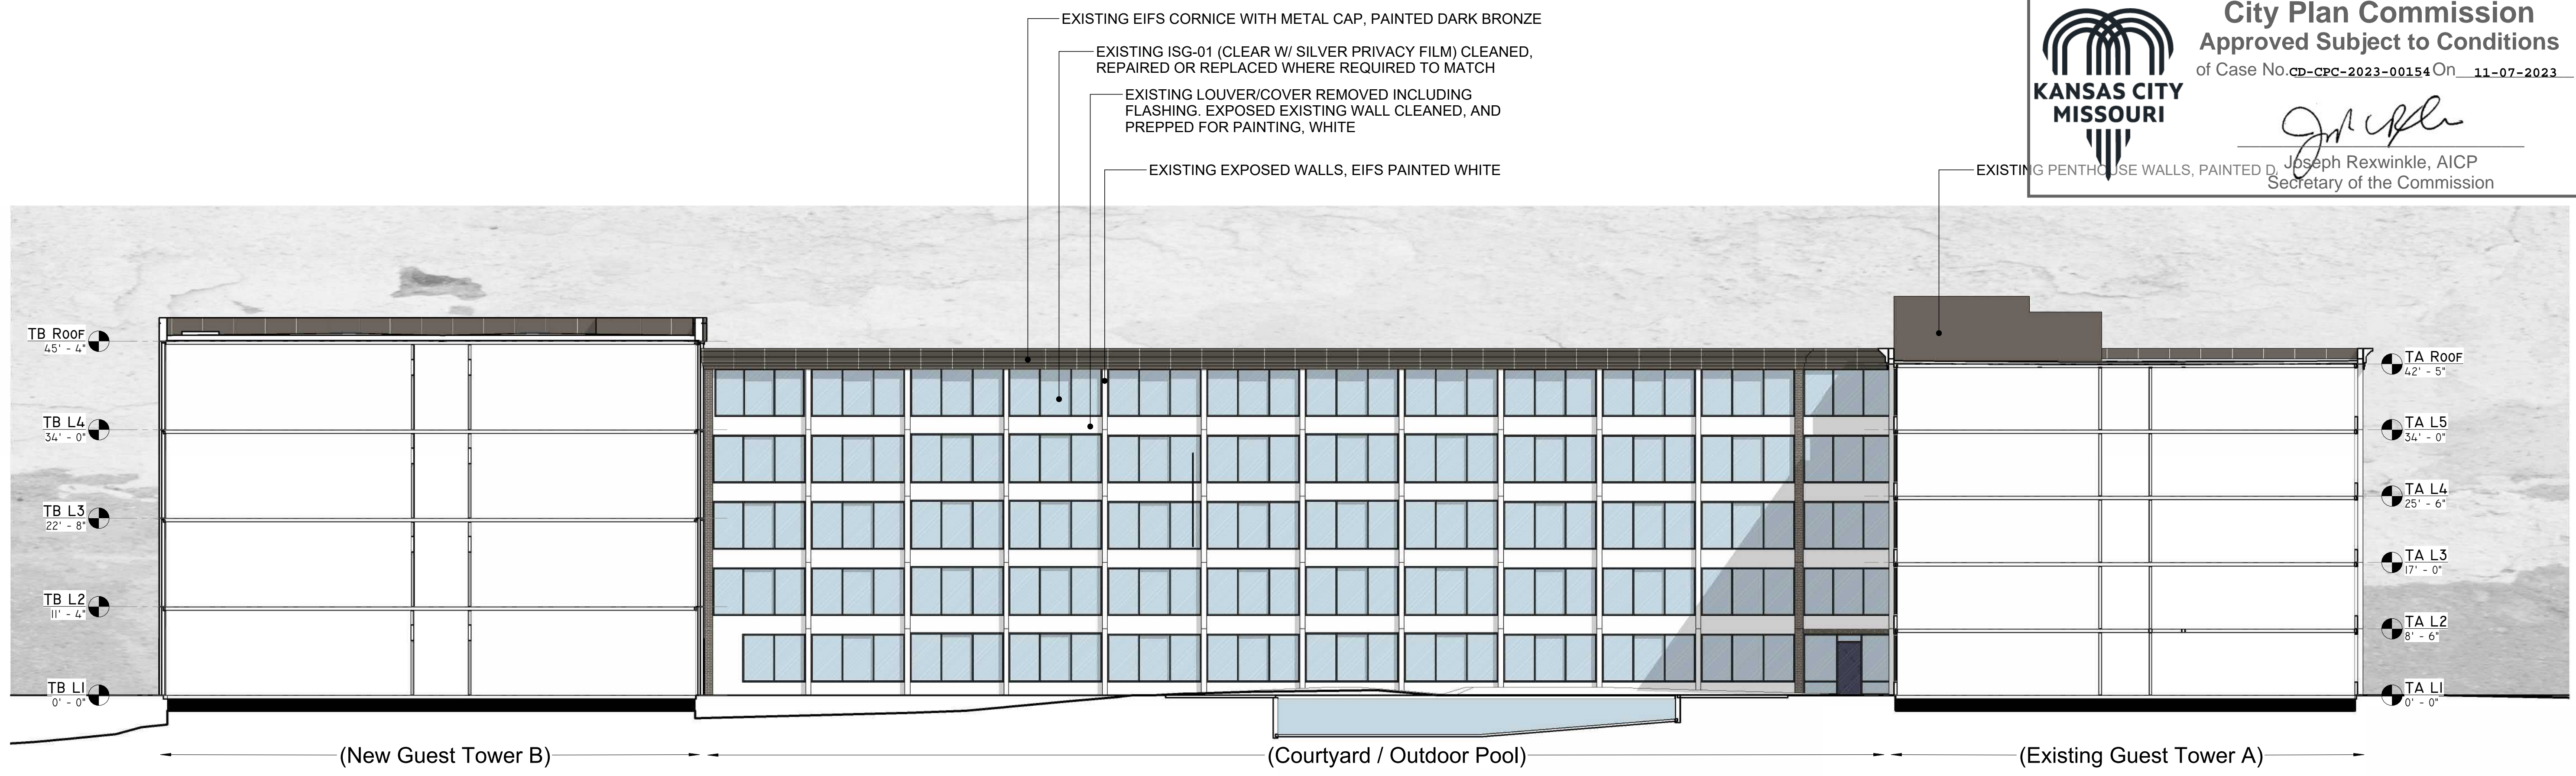 EXISTING EIFS CORNICE WITH METAL CAP, PAINTED DARK BRONZE
EXISTING ISG-01 (CLEAR W/ SILVER PRIVACY FILM) CLEANED,
REPAIRED OR REPLACED WHERE REQUIRED TO MATCH
EXISTING LOUVER/COVER REMOVED INCLUDING
FLASHING. EXPOSED EXISTING WALL CLEANED, AND
PREPPED FOR PAINTING, WHITE
EXISTING EXPOSED WALLS, EIFS PAINTED WHITE
EXISTING PENTHOUSE WALLS, PAINTED D
KANSAS CITY
MISSOURI
City Plan Commission
Approved Subject to Conditions
of Case No. CD-CPC-2023-00154 On 11-07-2023
Joseph Rexwinkle, AICP
Secretary of the Commission
TB ROOF
45' - 4"
TB L4
34' - 0"
TB L3
22' - 8"
TB L2
11' - 4"
TB L1
0' - 0"
TA ROOF
42' - 5"
TA L5
34' - 0"
TA L4
25' - 6"
TA L3
17' - 0"
TA L2
8' - 6"
TA L1
0' - 0"
(New Guest Tower B)
(Courtyard / Outdoor Pool)
(Existing Guest Tower A)